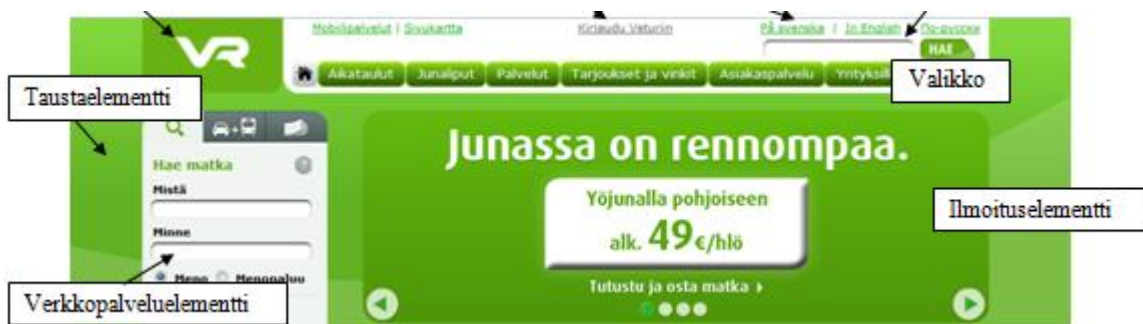 Mobiilipalvelut | Sivukartta
Kirjaudu Veturiin
På svenska | In English По-русски
VR
HAE
Aikataulut Junaliput Palvelut Tarjoukset ja vinkit Asiakaspalvelu
Valikko
Taustaelementti
Junassa on rennompaa.
Hae matka ?
Mistä
Yöjunalla pohjoiseen
alk. 49€/hlö
Ilmoituselementti
Minne
Meno Menopaluu
Tutustu ja osta matka
Verkkopalveluelementti